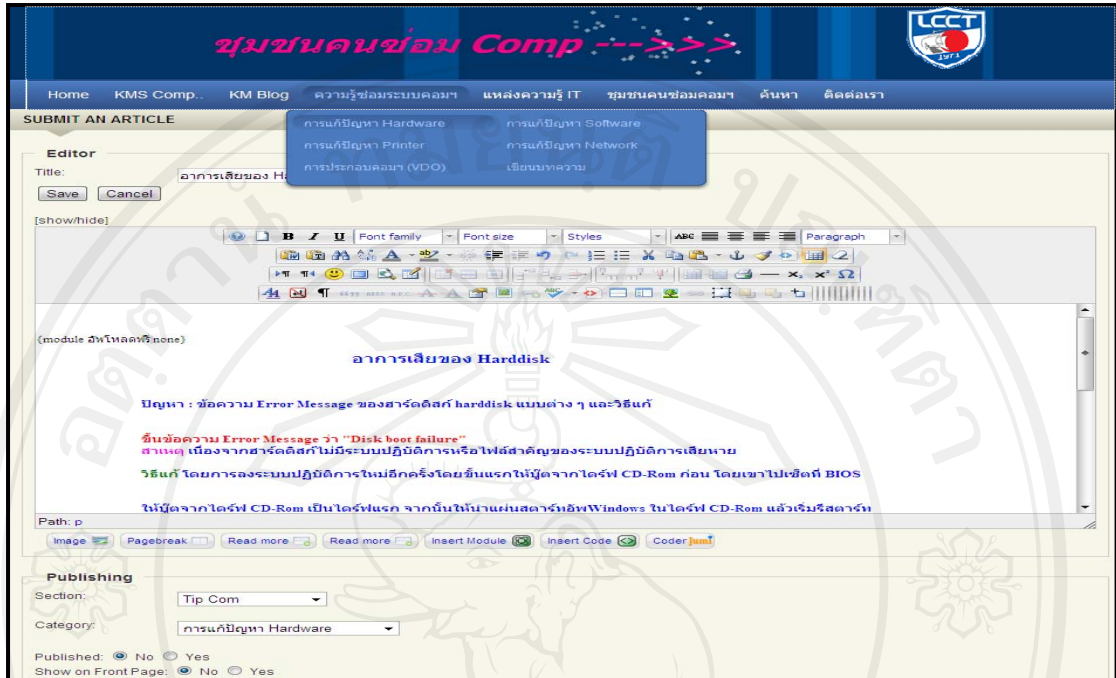 ชุมชนคนซ่อม Comp --->>>
LCCT
1971
Home KMS Comp.. KM Blog ความรู้ซ่อมระบบคอมฯ แหล่งความรู้ IT ชุมชนคนซ่อมคอมฯ ค้นหา ติดต่อเรา
SUBMIT AN ARTICLE
การแก้ปัญหา Hardware การแก้ปัญหา Software
การแก้ปัญหา Printer การแก้ปัญหา Network
การประกอบคอมฯ (VDO) เขียนบทความ
Editor
Title: อาการเสียของ Ha
Save Cancel
[show/hide]
B I U Font family Font size Styles ABC Paragraph
{module อัพโหลดฟรี:none}
อาการเสียของ Harddisk
ปัญหา : ข้อความ Error Message ของฮาร์ดดิสก์ harddisk แบบต่าง ๆ และวิธีแก้
ขึ้นข้อความ Error Message ว่า "Disk boot failure"
สาเหตุ เนื่องจากฮาร์ดดิสก์ไม่มีระบบปฏิบัติการหรือไฟล์สำคัญของระบบปฏิบัติการเสียหาย
วิธีแก้ โดยการลงระบบปฏิบัติการใหม่อีกครั้งโดยขั้นแรกให้บู๊ตจากไดร์ฟ CD-Rom ก่อน โดยเขาไปเซ็ตที่ BIOS
ให้บู๊ตจากไดร์ฟ CD-Rom เป็นไดร์ฟแรก จากนั้นให้นำแผ่นสตาร์ทอัพWindows ในไดร์ฟ CD-Rom แล้วเริ่มรีสตาร์ท
Path: p
Image Pagebreak Read more Read more Insert Module Insert Code Coder Jumi
Publishing
Section: Tip Com
Category: การแก้ปัญหา Hardware
Published: No Yes
Show on Front Page: No Yes